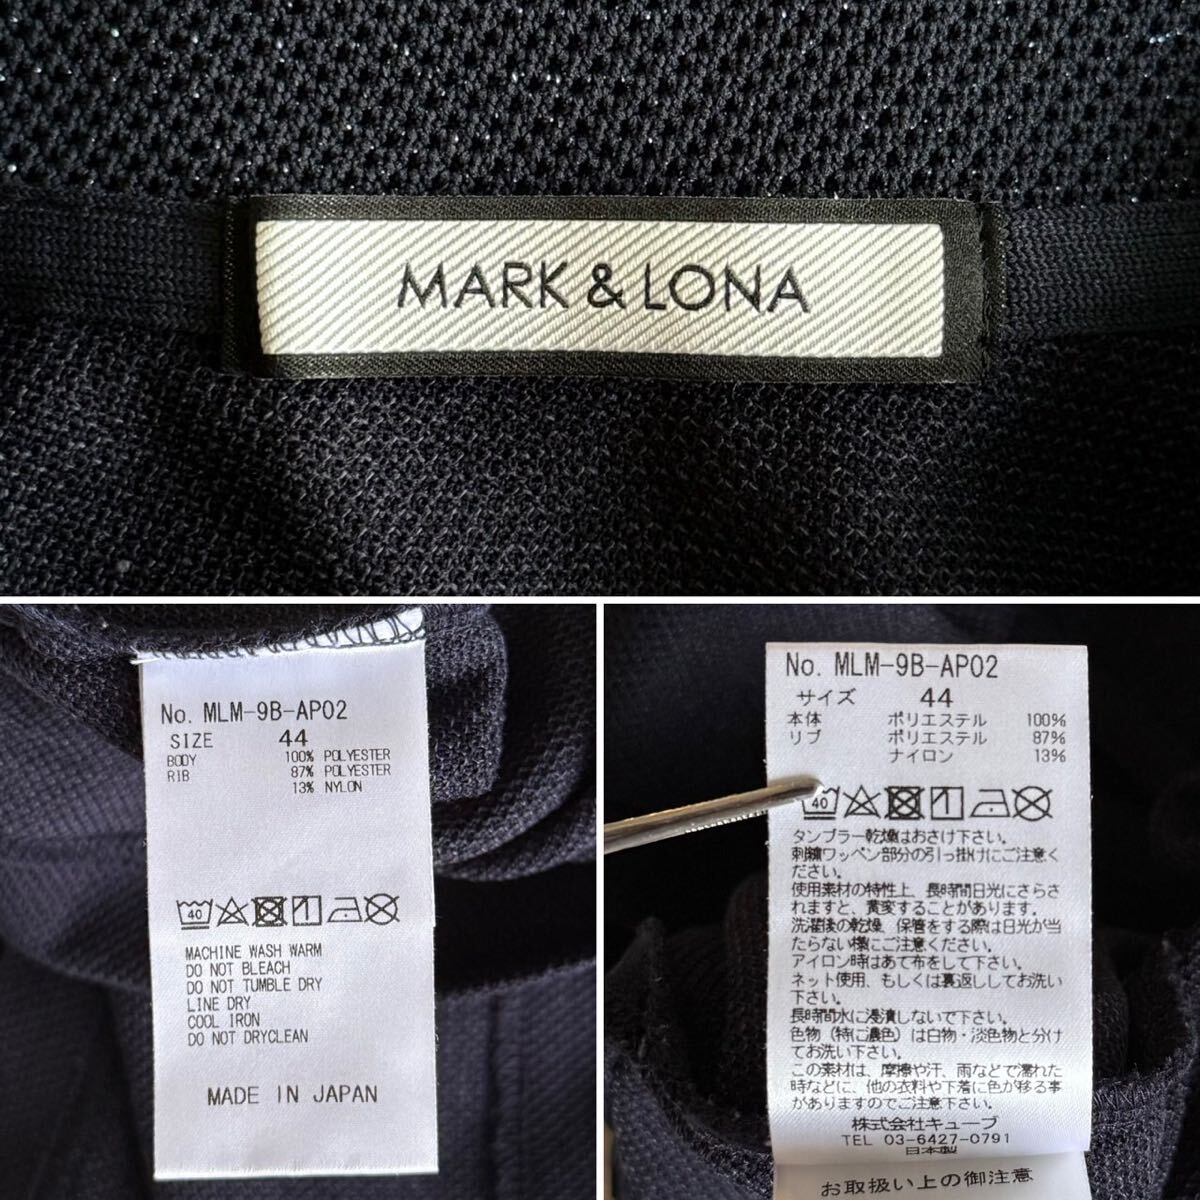 MARK & LONA
No. MLM-9B-AP02
SIZE 44
BODY 100% POLYESTER
RIB 87% POLYESTER
13% NYLON
40
MACHINE WASH WARM
DO NOT BLEACH
DO NOT TUMBLE DRY
LINE DRY
COOL IRON
DO NOT DRYCLEAN
MADE IN JAPAN
No. MLM-9B-AP02
サイズ 44
本体 ポリエステル 100%
リブ ポリエステル 87%
ナイロン 13%
40
タンブラー乾燥はおさけ下さい。
刺繍ワッペン部分の引っ掛けにご注意く
ださい。
使用素材の特性上、長時間日光にさらさ
れますと、黄変することがあります。
洗濯後の乾燥、保管をする際は日光が当
たらない様にご注意ください。
アイロン時はあて布をして下さい。
ネット使用、もしくは裏返ししてお洗い
下さい。
長時間水に浸漬しないで下さい。
色物（特に濃色）は白物・淡色物と分け
てお洗い下さい。
この素材は、摩擦や汗、雨などで濡れた
時などに、他の衣料や下着に色が移る事
がありますのでご注意ください。
株式会社キューブ
TEL 03-6427-0791
日本製
お取扱い上の御注意